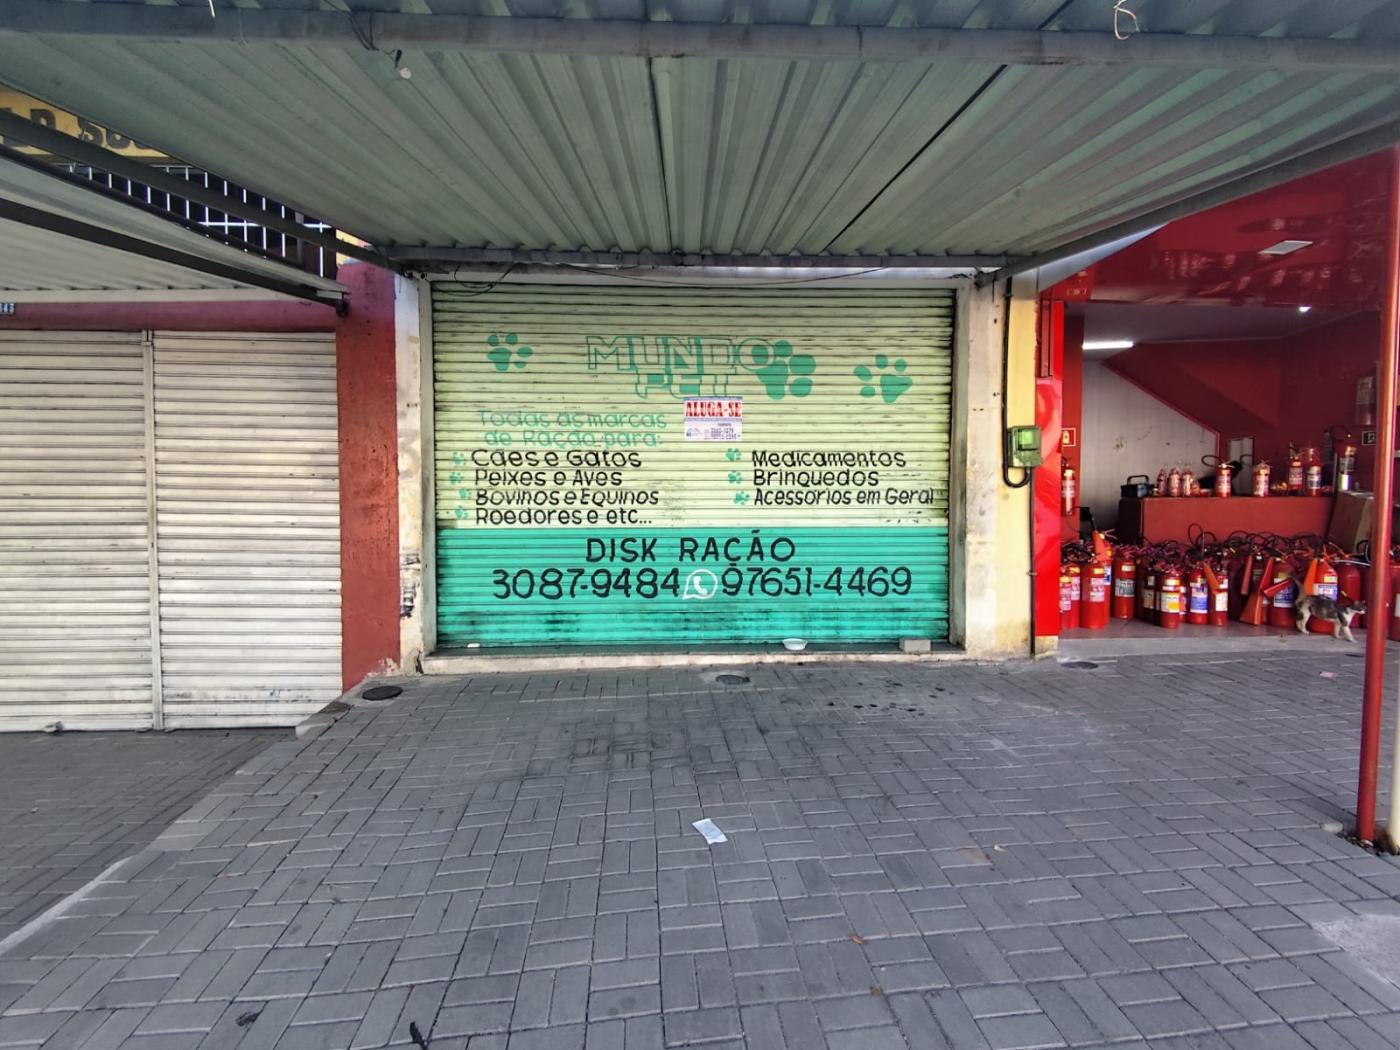 MUNDO
PET
ALUGA-SE
Todas as marcas
de Ração para:
Cães e Gatos
Peixes e Aves
Bovinos e Equinos
Roedores e etc...
Medicamentos
Brinquedos
Acessorios em Geral
DISK RAÇÃO
3087-9484 97651-4469